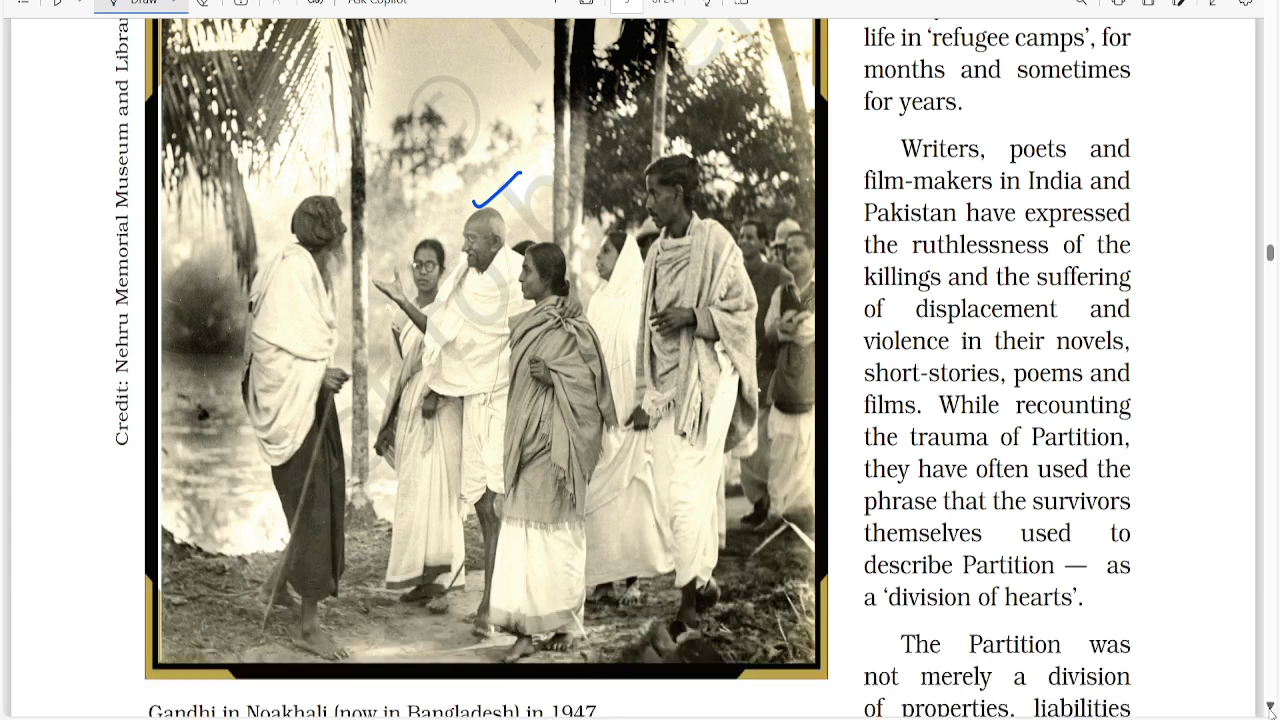 Draw
Ask Copilot
Credit: Nehru Memorial Museum and Librar
life in ‘refugee camps’, for
months and sometimes
for years.
Writers, poets and
film-makers in India and
Pakistan have expressed
the ruthlessness of the
killings and the suffering
of displacement and
violence in their novels,
short-stories, poems and
films. While recounting
the trauma of Partition,
they have often used the
phrase that the survivors
themselves used to
describe Partition — as
a ‘division of hearts’.
The Partition was
not merely a division
of properties, liabilities
Gandhi in Noakhali (now in Bangladesh) in 1947.